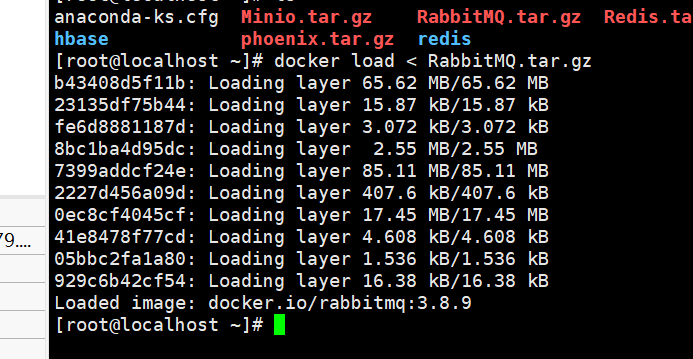 anaconda-ks.cfg  Minio.tar.gz    RabbitMQ.tar.gz  Redis.ta
hbase            phoenix.tar.gz  redis
[root@localhost ~]# docker load < RabbitMQ.tar.gz
b43408d5f11b: Loading layer 65.62 MB/65.62 MB
23135df75b44: Loading layer 15.87 kB/15.87 kB
fe6d8881187d: Loading layer 3.072 kB/3.072 kB
8bc1ba4d95dc: Loading layer  2.55 MB/2.55 MB
7399addcf24e: Loading layer 85.11 MB/85.11 MB
2227d456a09d: Loading layer 407.6 kB/407.6 kB
0ec8cf4045cf: Loading layer 17.45 MB/17.45 MB
79....
41e8478f77cd: Loading layer 4.608 kB/4.608 kB
05bbc2fa1a80: Loading layer 1.536 kB/1.536 kB
929c6b42cf54: Loading layer 16.38 kB/16.38 kB
Loaded image: docker.io/rabbitmq:3.8.9
[root@localhost ~]#